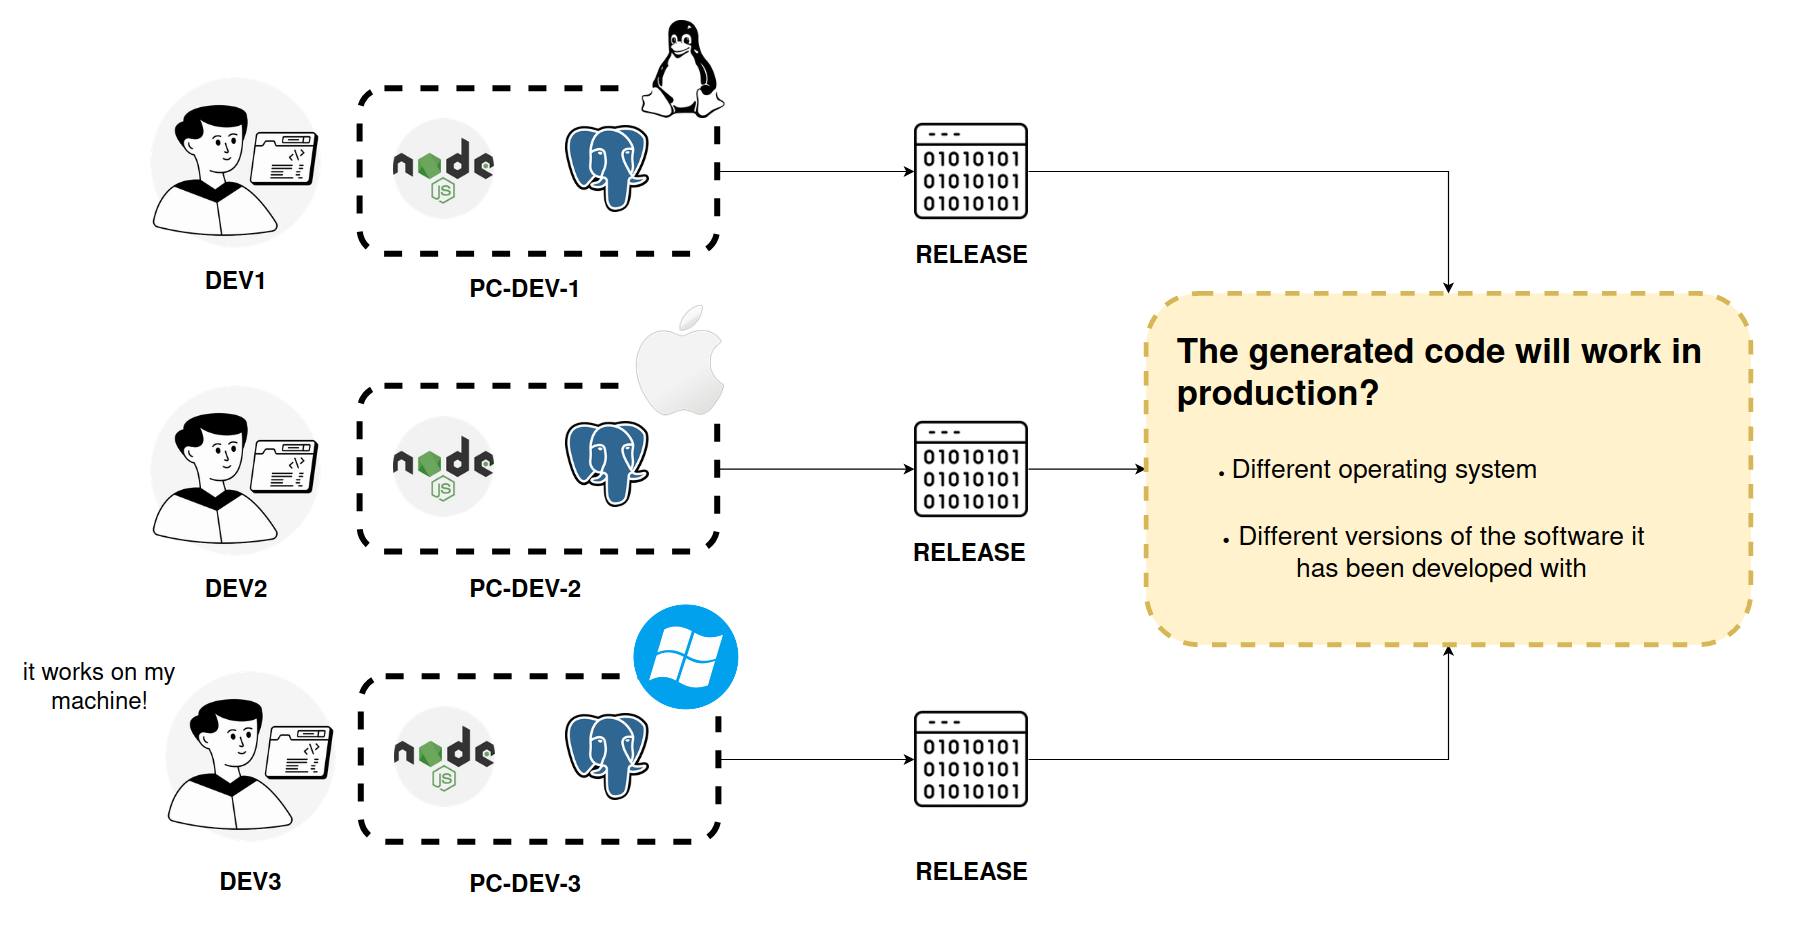 node
JS
DEV1
PC-DEV-1
- - -
01010101
01010101
01010101
RELEASE
node
JS
DEV2
PC-DEV-2
- - -
01010101
01010101
01010101
RELEASE
The generated code will work in
production?
• Different operating system
• Different versions of the software it
has been developed with
it works on my
machine!
node
JS
DEV3
PC-DEV-3
- - -
01010101
01010101
01010101
RELEASE